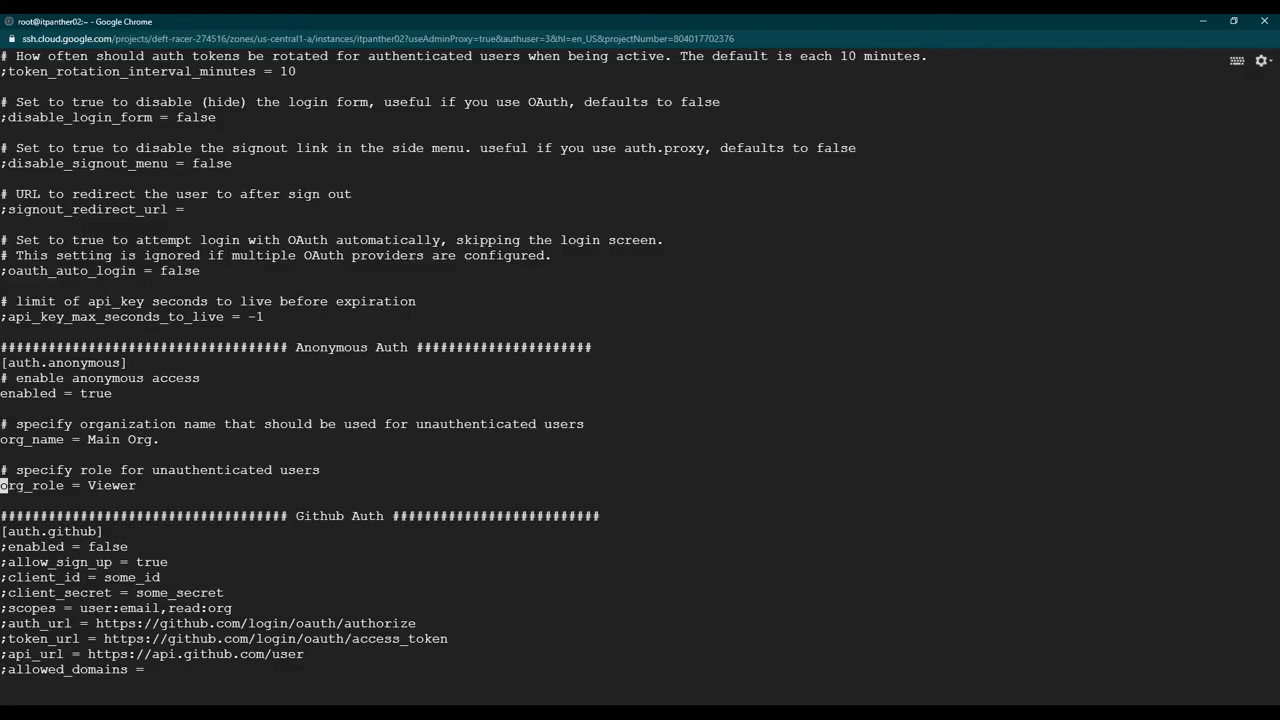 root@itpanther02:~ - Google Chrome
ssh.cloud.google.com/projects/deft-racer-274516/zones/us-central1-a/instances/itpanther02?useAdminProxy=true&authuser=3&hl=en_US&projectNumber=804017702376
# How often should auth tokens be rotated for authenticated users when being active. The default is each 10 minutes.
;token_rotation_interval_minutes = 10
# Set to true to disable (hide) the login form, useful if you use OAuth, defaults to false
;disable_login_form = false
# Set to true to disable the signout link in the side menu. useful if you use auth.proxy, defaults to false
;disable_signout_menu = false
# URL to redirect the user to after sign out
;signout_redirect_url =
# Set to true to attempt login with OAuth automatically, skipping the login screen.
# This setting is ignored if multiple OAuth providers are configured.
;oauth_auto_login = false
# limit of api_key seconds to live before expiration
;api_key_max_seconds_to_live = -1
#################################### Anonymous Auth ######################
[auth.anonymous]
# enable anonymous access
enabled = true
# specify organization name that should be used for unauthenticated users
org_name = Main Org.
# specify role for unauthenticated users
org_role = Viewer
#################################### Github Auth ##########################
[auth.github]
;enabled = false
;allow_sign_up = true
;client_id = some_id
;client_secret = some_secret
;scopes = user:email,read:org
;auth_url = https://github.com/login/oauth/authorize
;token_url = https://github.com/login/oauth/access_token
;api_url = https://api.github.com/user
;allowed_domains =